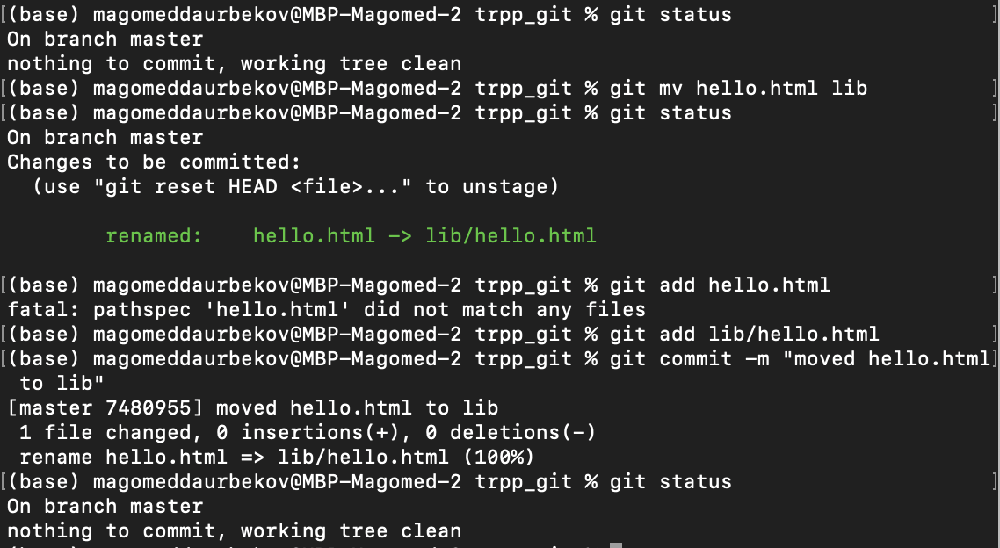 [(base) magomeddaurbekov@MBP-Magomed-2 trpp_git % git status ]
On branch master
nothing to commit, working tree clean
[(base) magomeddaurbekov@MBP-Magomed-2 trpp_git % git mv hello.html lib ]
[(base) magomeddaurbekov@MBP-Magomed-2 trpp_git % git status ]
On branch master
Changes to be committed:
  (use "git reset HEAD <file>..." to unstage)
        renamed:    hello.html -> lib/hello.html
[(base) magomeddaurbekov@MBP-Magomed-2 trpp_git % git add hello.html ]
fatal: pathspec 'hello.html' did not match any files
[(base) magomeddaurbekov@MBP-Magomed-2 trpp_git % git add lib/hello.html ]
[(base) magomeddaurbekov@MBP-Magomed-2 trpp_git % git commit -m "moved hello.html]
 to lib"
[master 7480955] moved hello.html to lib
 1 file changed, 0 insertions(+), 0 deletions(-)
 rename hello.html => lib/hello.html (100%)
[(base) magomeddaurbekov@MBP-Magomed-2 trpp_git % git status ]
On branch master
nothing to commit, working tree clean